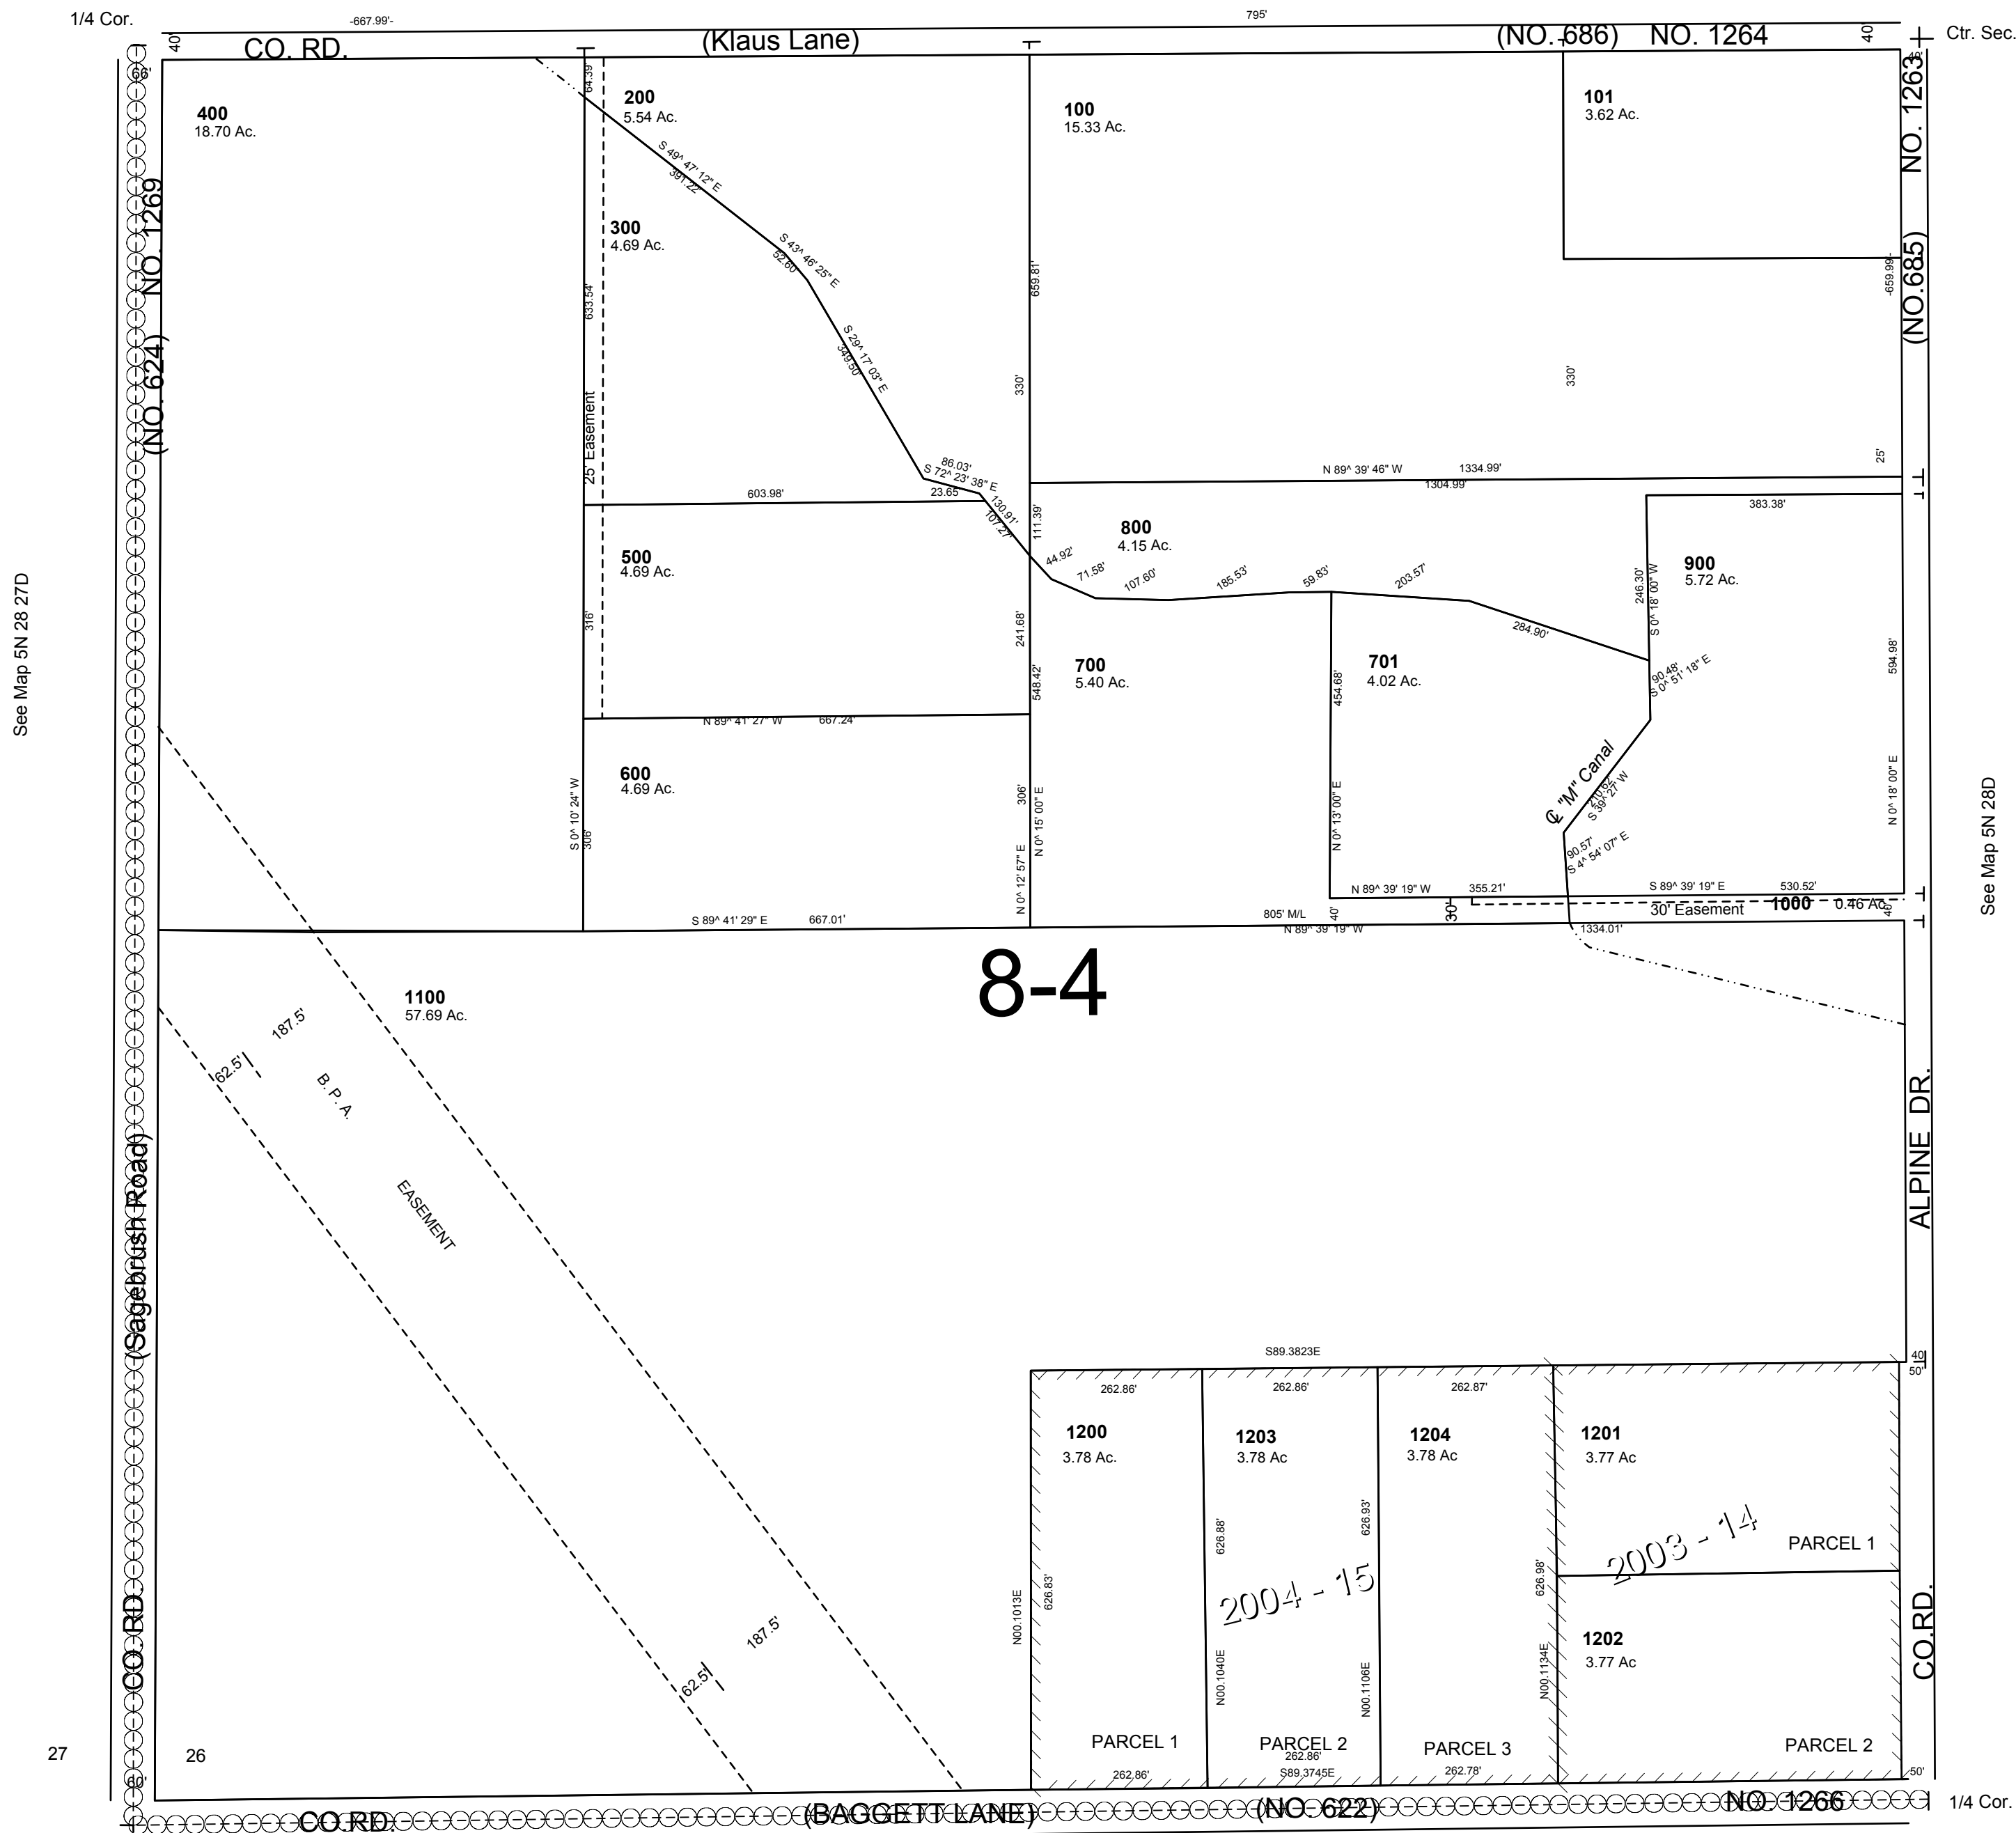 1/4 Cor.
-667.99'-
795'
40'
CO. RD.
(Klaus Lane)
(NO. 686)
NO. 1264
40'
Ctr. Sec.
66'
64.39'
400
18.70 Ac.
200
5.54 Ac.
100
15.33 Ac.
101
3.62 Ac.
NO. 1263
(NO.685)
NO. 1269
(NO. 624)
S 49^ 47' 12" E
391.22'
300
4.69 Ac.
S 43^ 46' 25" E
52.60'
633.54'
659.81'
-659.99'-
S 29^ 17' 03" E
349.50'
330'
330'
25' Easement
25'
86.03'
S 72^ 23' 38" E
603.98'
23.65'
130.91'
107.27'
N 89^ 39' 46" W
1334.99'
1304.99'
383.38'
111.39'
800
4.15 Ac.
500
4.69 Ac.
900
5.72 Ac.
44.92'
71.58'
107.60'
185.53'
59.83'
203.57'
284.90'
246.30'
S 0^ 18' 00" W
See Map 5N 28 27D
316'
241.68'
548.42'
700
5.40 Ac.
701
4.02 Ac.
454.68'
594.98'
90.48'
S 0^ 51' 18" E
N 89^ 41' 27" W
667.24'
600
4.69 Ac.
S 0^ 10' 24" W
306'
306'
N 0^ 15' 00" E
N 0^ 12' 57" E
N 0^ 13' 00" E
℄ "M" Canal
210.62'
S 39^ 27' W
N 0^ 18' 00" E
See Map 5N 28D
90.57'
S 4^ 54' 07" E
N 89^ 39' 19" W
355.21'
S 89^ 39' 19" E
530.52'
30'
30' Easement
1000
0.46 Ac.
40'
S 89^ 41' 29" E
667.01'
805' M/L
40'
N 89^ 39' 19" W
1334.01'
8-4
1100
57.69 Ac.
187.5'
62.5'
B. P. A.
EASEMENT
(Sagebrush Road)
ALPINE DR.
S89.3823E
40'
50'
262.86'
262.86'
262.87'
1200
3.78 Ac.
1203
3.78 Ac
1204
3.78 Ac
1201
3.77 Ac
626.88'
626.93'
2003 - 14
PARCEL 1
2004 - 15
626.83'
626.98'
N00.1013E
N00.1040E
N00.1106E
N00.1134E
1202
3.77 Ac
CO. RD.
CO.RD.
187.5'
62.5'
PARCEL 1
PARCEL 2
PARCEL 3
PARCEL 2
262.86'
262.86'
S89.3745E
262.78'
27
26
60'
50'
CO.RD.
(BAGGETT LANE)
(NO. 622)
NO. 1266
1/4 Cor.